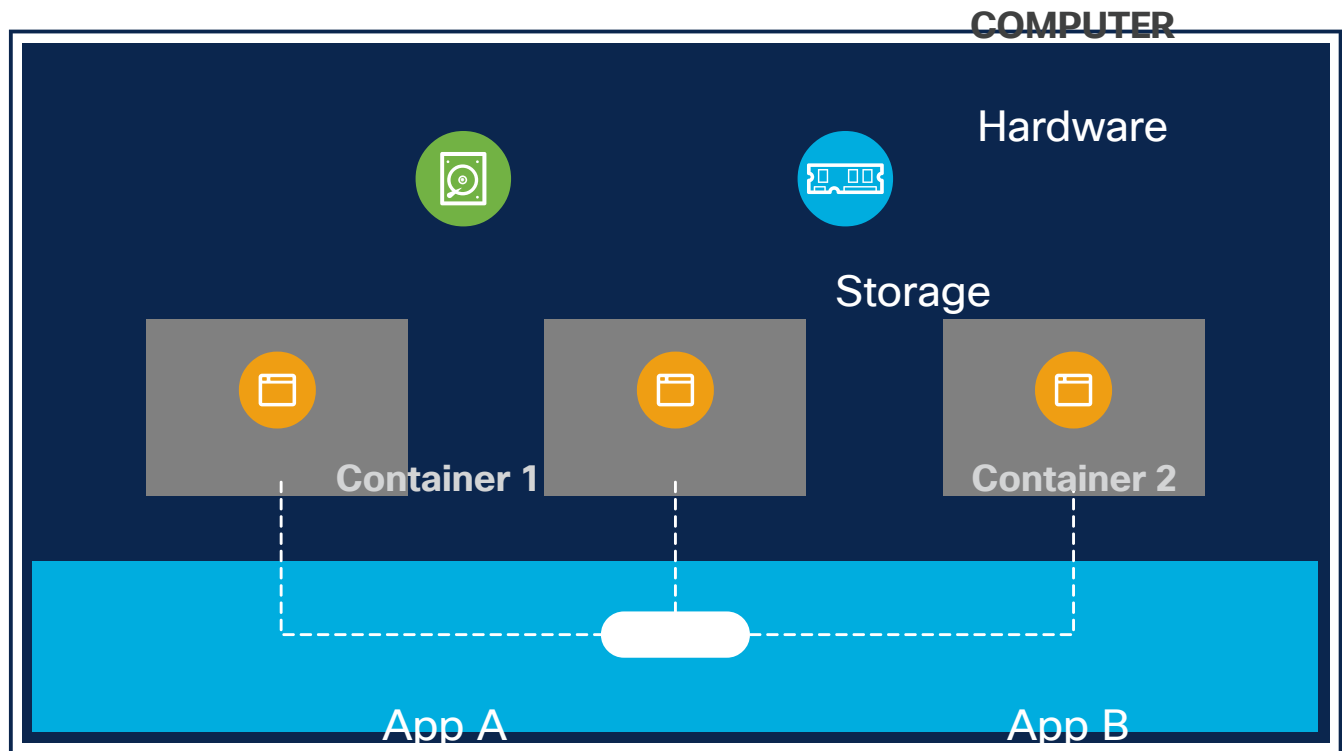 COMPUTER
Hardware
Storage
Container 1
Container 2
App A
App B